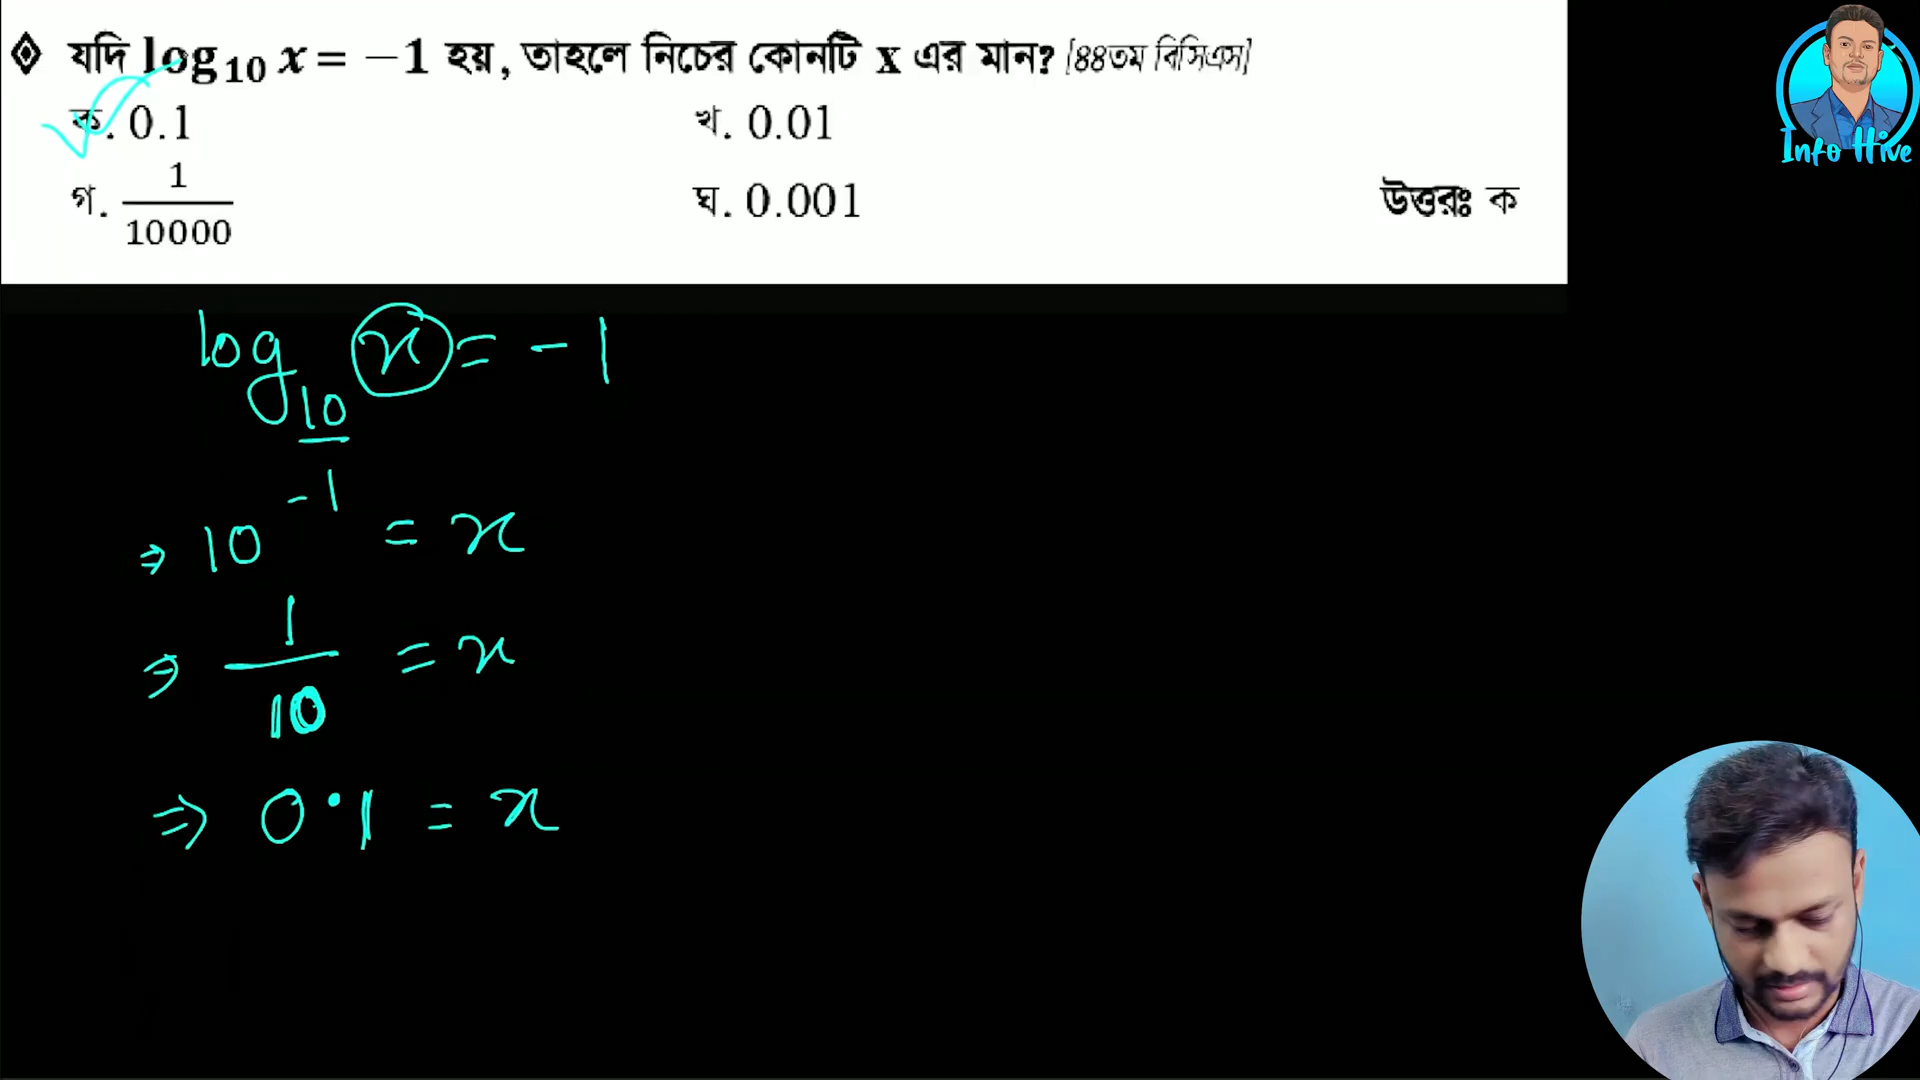 ❖ যদি log₁₀ x = −1 হয়, তাহলে নিচের কোনটি x এর মান? [৪৪তম বিসিএস]
ক. 0.1 খ. 0.01
গ. 1/10000 ঘ. 0.001 উত্তরঃ ক
Info Hive
log₁₀ x = - 1
⇒ 10⁻¹ = x
⇒ 1/10 = x
⇒ 0.1 = x